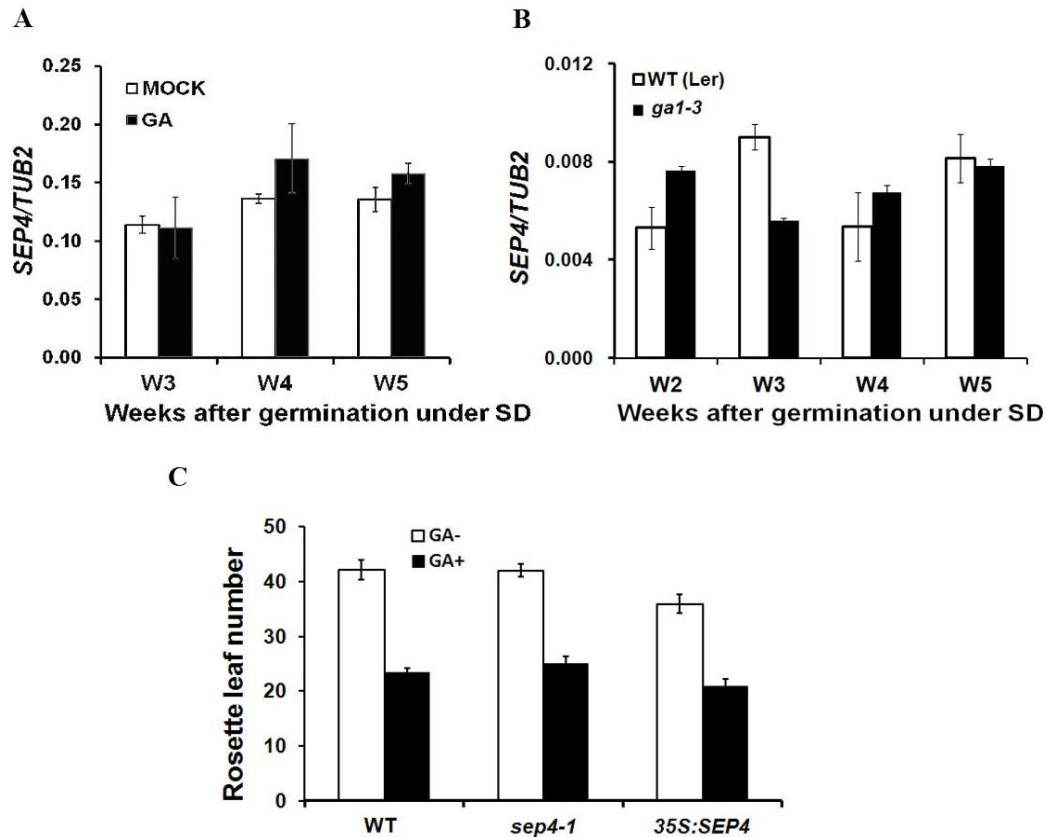 A
SEP4/TUB2
0.25
0.20
0.15
0.10
0.05
0.00
MOCK
GA
W3 W4 W5
Weeks after germination under SD
B
SEP4/TUB2
0.012
0.008
0.004
0.000
WT (Ler)
ga1-3
W2 W3 W4 W5
Weeks after germination under SD
C
Rosette leaf number
50
40
30
20
10
0
GA-
GA+
WT sep4-1 35S:SEP4